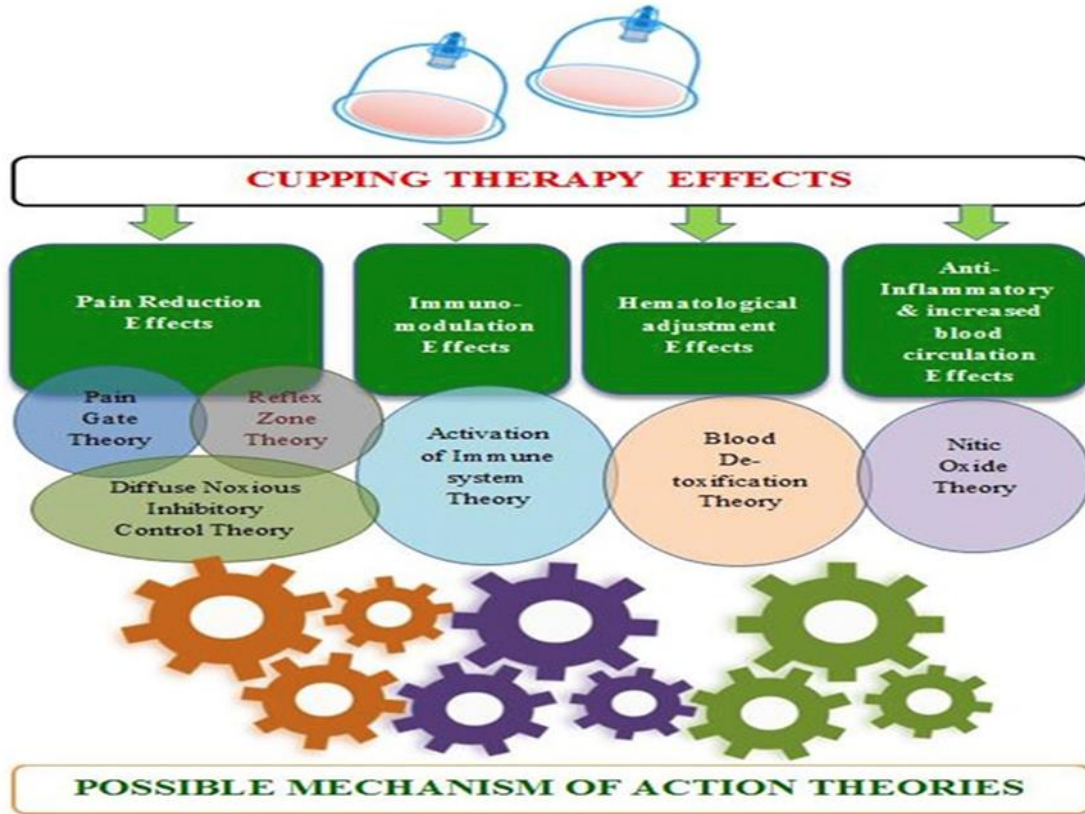 CUPPING THERAPY EFFECTS
Pain Reduction
Effects
Immuno-
modulation
Effects
Hematological
adjustment
Effects
Anti-
Inflammatory
& increased
blood
circulation
Effects
Pain
Gate
Theory
Reflex
Zone
Theory
Diffuse Noxious
Inhibitory
Control Theory
Activation
of Immune
system
Theory
Blood
De-
toxification
Theory
Nitic
Oxide
Theory
POSSIBLE MECHANISM OF ACTION THEORIES